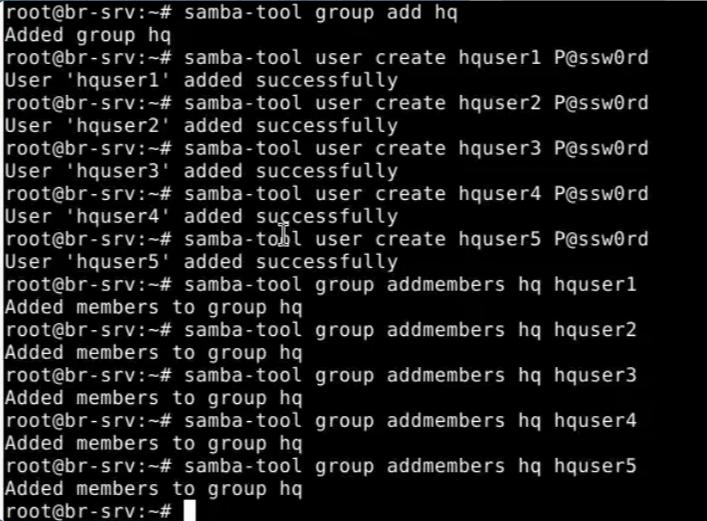 root@br-srv:~# samba-tool group add hq
Added group hq
root@br-srv:~# samba-tool user create hquser1 P@ssw0rd
User 'hquser1' added successfully
root@br-srv:~# samba-tool user create hquser2 P@ssw0rd
User 'hquser2' added successfully
root@br-srv:~# samba-tool user create hquser3 P@ssw0rd
User 'hquser3' added successfully
root@br-srv:~# samba-tool user create hquser4 P@ssw0rd
User 'hquser4' added successfully
root@br-srv:~# samba-tool user create hquser5 P@ssw0rd
User 'hquser5' added successfully
root@br-srv:~# samba-tool group addmembers hq hquser1
Added members to group hq
root@br-srv:~# samba-tool group addmembers hq hquser2
Added members to group hq
root@br-srv:~# samba-tool group addmembers hq hquser3
Added members to group hq
root@br-srv:~# samba-tool group addmembers hq hquser4
Added members to group hq
root@br-srv:~# samba-tool group addmembers hq hquser5
Added members to group hq
root@br-srv:~#